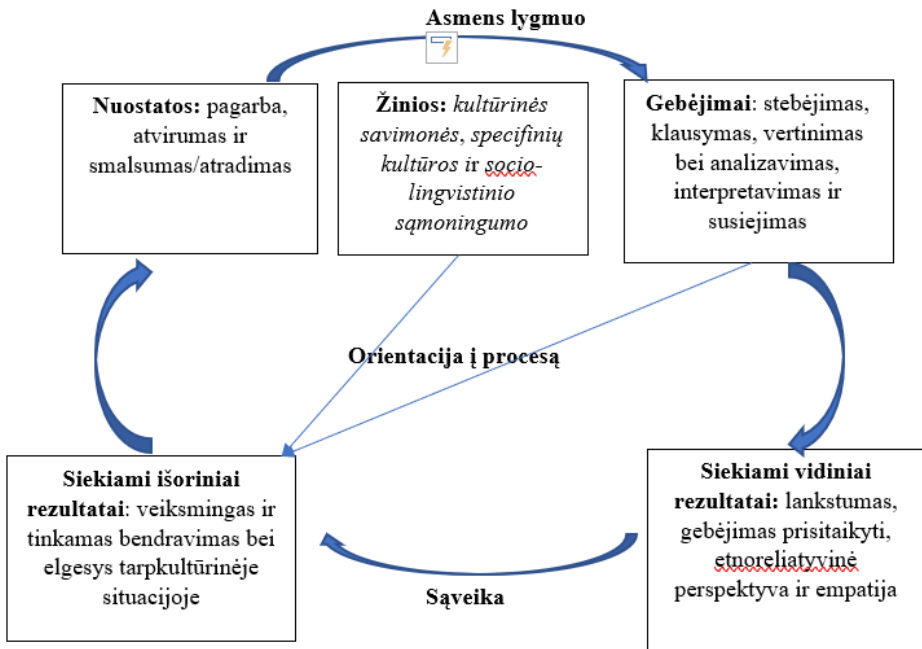 Asmens lygmuo
Nuostatos: pagarba,
atvirumas ir
smalsumas/atradimas
Žinios: kultūrinės
savimonės, specifinių
kultūros ir socio-
lingvistinio
sąmoningumo
Gebėjimai: stebėjimas,
klausymas, vertinimas
bei analizavimas,
interpretavimas ir
susiejimas
Orientacija į procesą
Siekiami išoriniai
rezultatai: veiksmingas ir
tinkamas bendravimas bei
elgesys tarpkultūrinėje
situacijoje
Siekiami vidiniai
rezultatai: lankstumas,
gebėjimas prisitaikyti,
etnoreliatyvinė
perspektyva ir empatija
Sąveika